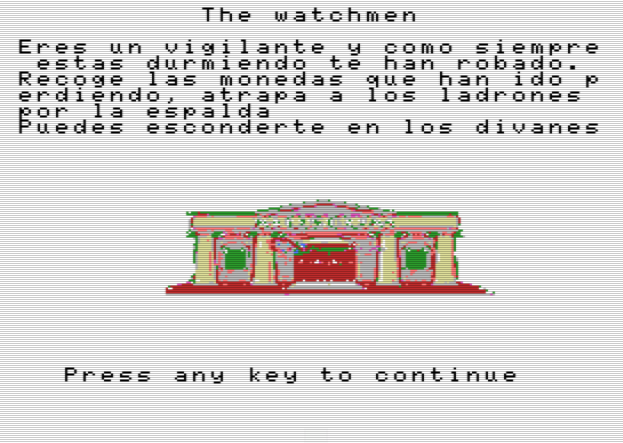 The watchmen
Eres un vigilante y como siempre
estas durmiendo te han robado.
Recoge las monedas que han ido p
erdiendo, atrapa a los ladrones
por la espalda
Puedes esconderte en los divanes
Press any key to continue